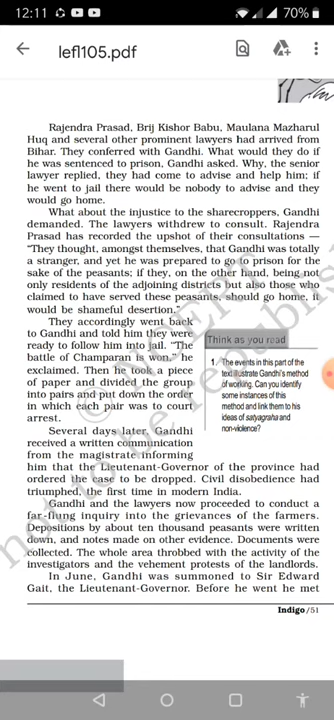 12:11
70%
lefl105.pdf
Rajendra Prasad, Brij Kishor Babu, Maulana Mazharul
Huq and several other prominent lawyers had arrived from
Bihar. They conferred with Gandhi. What would they do if
he was sentenced to prison, Gandhi asked. Why, the senior
lawyer replied, they had come to advise and help him; if
he went to jail there would be nobody to advise and they
would go home.
What about the injustice to the sharecroppers, Gandhi
demanded. The lawyers withdrew to consult. Rajendra
Prasad has recorded the upshot of their consultations —
“They thought, amongst themselves, that Gandhi was totally
a stranger, and yet he was prepared to go to prison for the
sake of the peasants; if they, on the other hand, being not
only residents of the adjoining districts but also those who
claimed to have served these peasants, should go home, it
would be shameful desertion.”
They accordingly went back
to Gandhi and told him they were
ready to follow him into jail. “The
battle of Champaran is won,” he
exclaimed. Then he took a piece
of paper and divided the group
into pairs and put down the order
in which each pair was to court
arrest.
Think as you read
1. The events in this part of the
text illustrate Gandhi's method
of working. Can you identify
some instances of this
method and link them to his
ideas of satyagraha and
non-violence?
Several days later, Gandhi
received a written communication
from the magistrate informing
him that the Lieutenant-Governor of the province had
ordered the case to be dropped. Civil disobedience had
triumphed, the first time in modern India.
Gandhi and the lawyers now proceeded to conduct a
far-flung inquiry into the grievances of the farmers.
Depositions by about ten thousand peasants were written
down, and notes made on other evidence. Documents were
collected. The whole area throbbed with the activity of the
investigators and the vehement protests of the landlords.
In June, Gandhi was summoned to Sir Edward
Gait, the Lieutenant-Governor. Before he went he met
Indigo/51
not to be republished